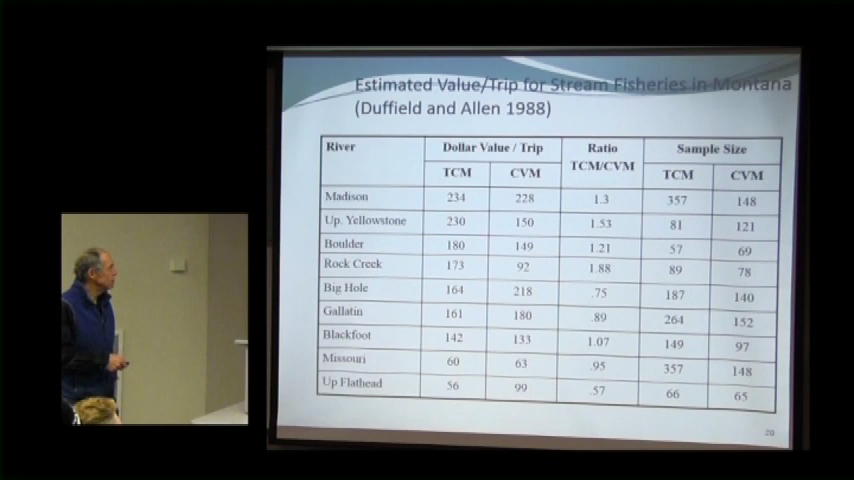 Estimated Value/Trip for Stream Fisheries in Montana
(Duffield and Allen 1988)
River Dollar Value / Trip Ratio TCM/CVM Sample Size
TCM CVM TCM CVM
Madison 234 228 1.3 357 148
Up. Yellowstone 230 150 1.53 81 121
Boulder 180 149 1.21 57 69
Rock Creek 173 92 1.88 89 78
Big Hole 164 218 .75 187 140
Gallatin 161 180 .89 264 152
Blackfoot 142 133 1.07 149 97
Missouri 60 63 .95 357 148
Up Flathead 56 99 .57 66 65
20